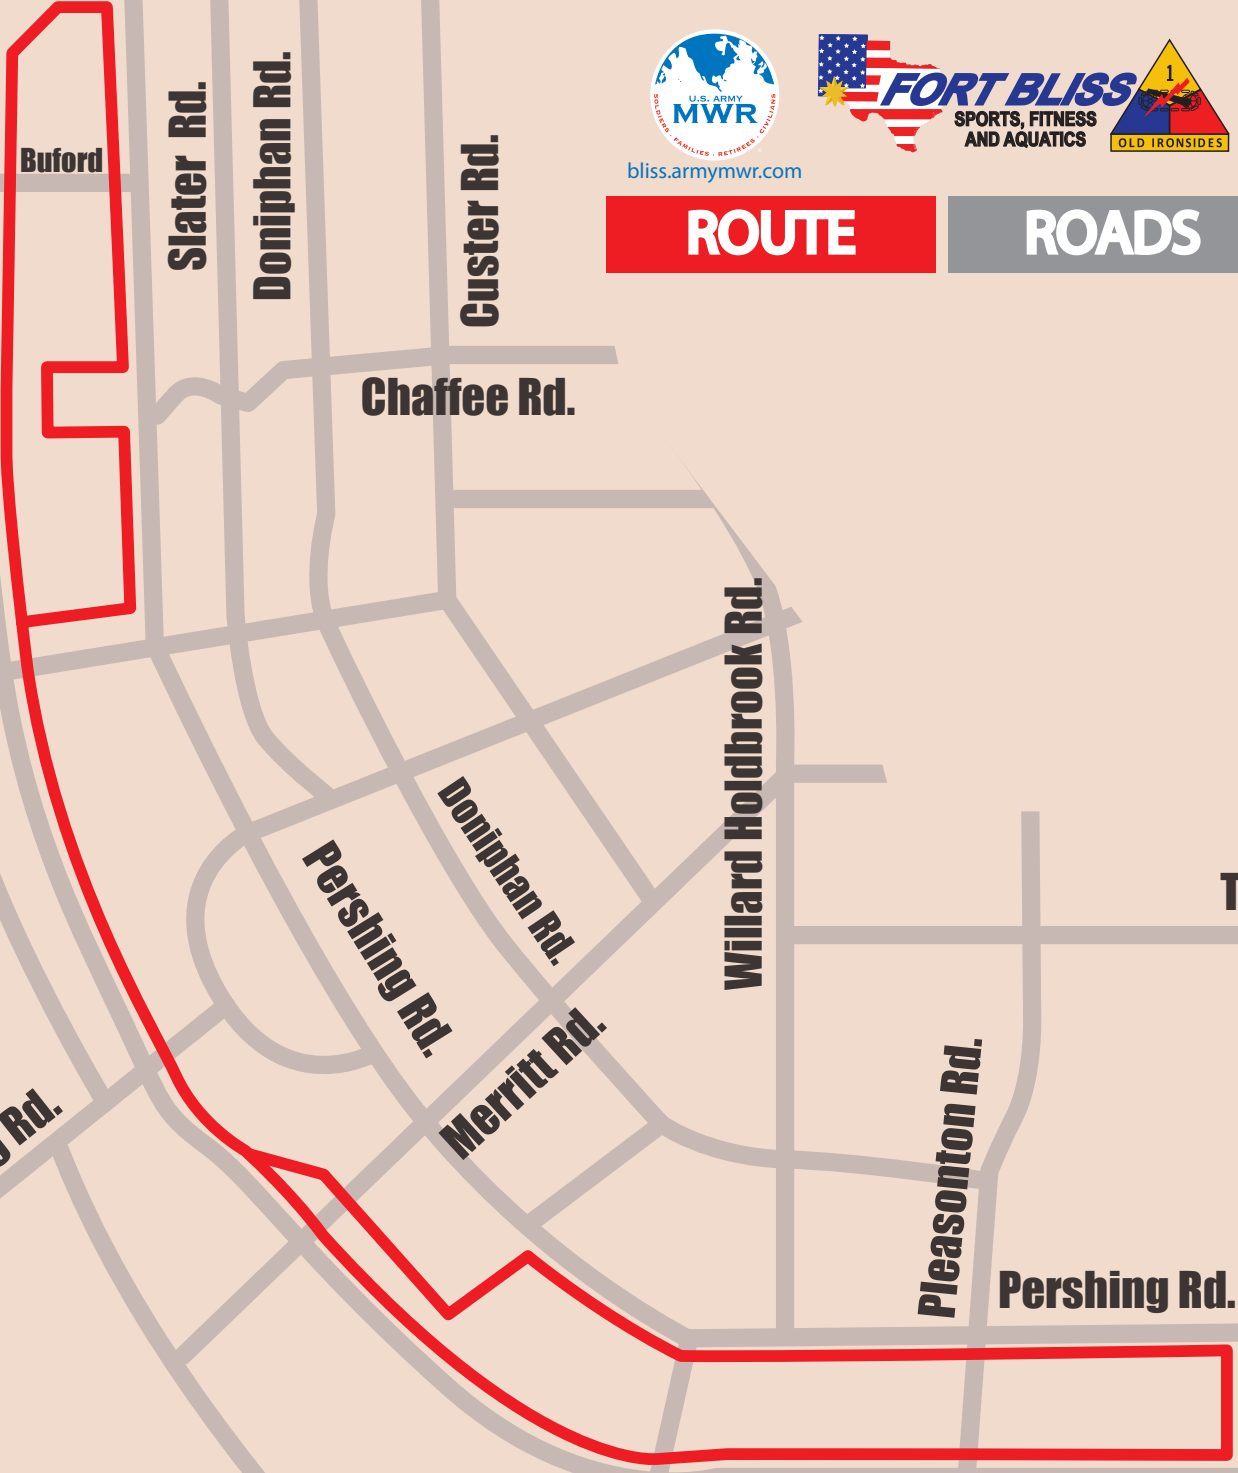 U.S. ARMY
MWR
SOLDIERS · FAMILIES · RETIREES · CIVILIANS
bliss.armymwr.com
FORT BLISS
SPORTS, FITNESS
AND AQUATICS
1
OLD IRONSIDES
ROUTE
ROADS
Buford
Slater Rd.
Doniphan Rd.
Custer Rd.
Chaffee Rd.
Willard Holdbrook Rd.
Doniphan Rd.
Pershing Rd.
T
Merritt Rd.
g Rd.
Pleasonton Rd.
Pershing Rd.